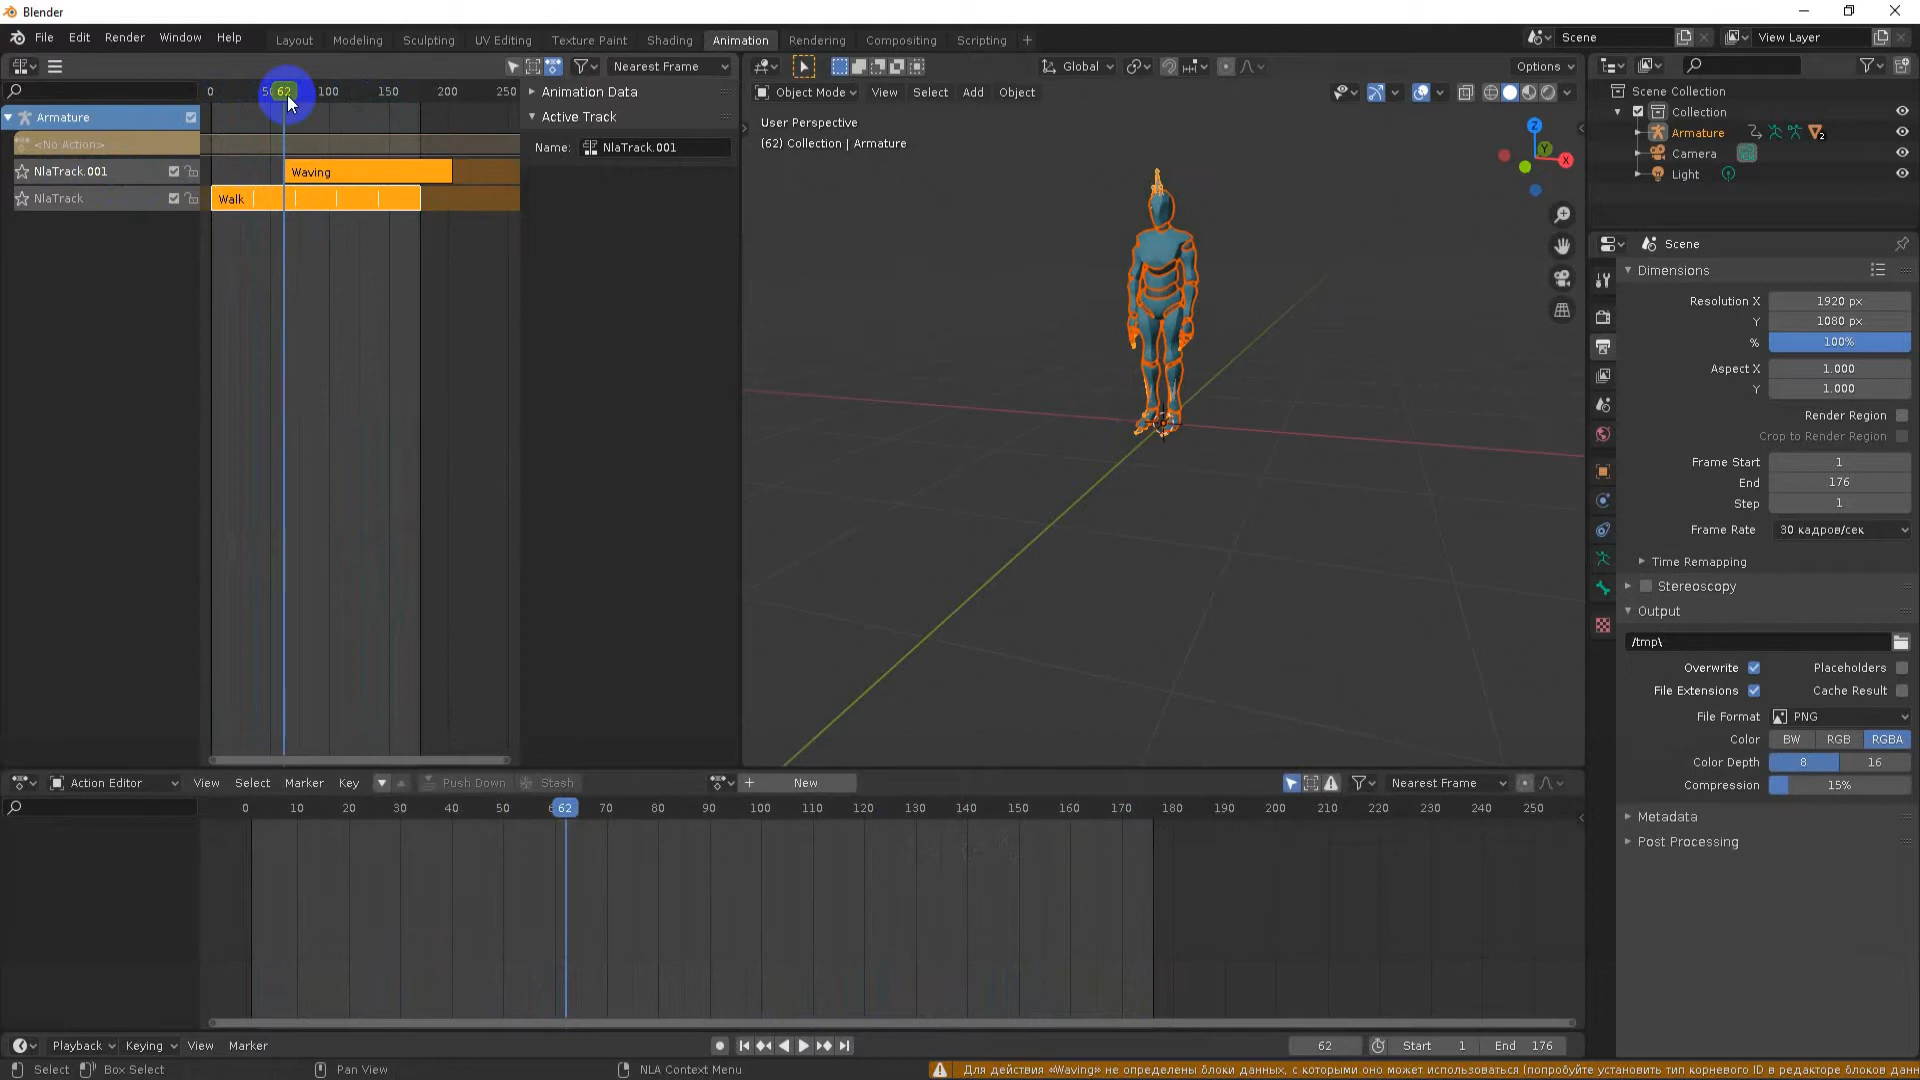 Blender
File Edit Render Window Help
Layout Modeling Sculpting UV Editing Texture Paint Shading Animation Rendering Compositing Scripting +
Scene
View Layer
Nearest Frame
Global
Options
0 62 100 150 200 250
Armature
<No Action>
NlaTrack.001
NlaTrack
Waving
Walk
Animation Data
Active Track
Name: NlaTrack.001
Object Mode View Select Add Object
User Perspective
(62) Collection | Armature
Z
Y
X
Scene Collection
Collection
Armature 2
Camera
Light
Scene
Dimensions
Resolution X 1920 px
Y 1080 px
% 100%
Aspect X 1.000
Y 1.000
Render Region
Crop to Render Region
Frame Start 1
End 176
Step 1
Frame Rate 30 кадров/сек
Time Remapping
Stereoscopy
Output
/tmp\
Overwrite Placeholders
File Extensions Cache Result
File Format PNG
Color BW RGB RGBA
Color Depth 8 16
Compression 15%
Metadata
Post Processing
Action Editor View Select Marker Key Push Down Stash + New Nearest Frame
0 10 20 30 40 50 62 70 80 90 100 110 120 130 140 150 160 170 180 190 200 210 220 230 240 250
Playback Keying View Marker 62 Start 1 End 176
Select Box Select Pan View NLA Context Menu
Для действия «Waving» не определены блоки данных, с которыми оно может использоваться (попробуйте установить тип корневого ID в редакторе блоков